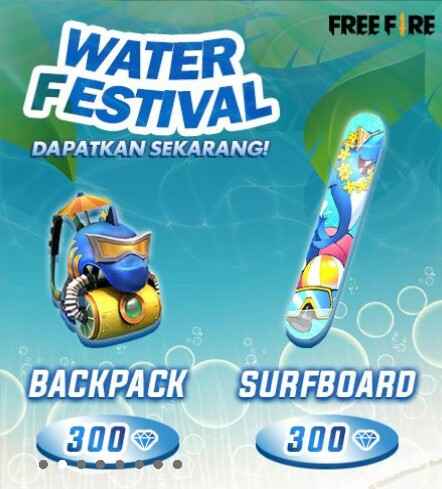 FREE FIRE
WATER
FESTIVAL
DAPATKAN SEKARANG!
BACKPACK SURFBOARD
300 300